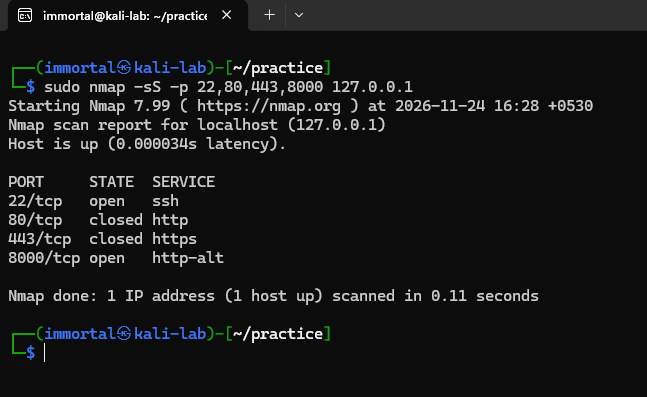 immortal@kali-lab: ~/practice
┌──(immortal㉿kali-lab)-[~/practice]
└─$ sudo nmap -sS -p 22,80,443,8000 127.0.0.1
Starting Nmap 7.99 ( https://nmap.org ) at 2026-11-24 16:28 +0530
Nmap scan report for localhost (127.0.0.1)
Host is up (0.000034s latency).
PORT     STATE  SERVICE
22/tcp   open   ssh
80/tcp   closed http
443/tcp  closed https
8000/tcp open   http-alt
Nmap done: 1 IP address (1 host up) scanned in 0.11 seconds
┌──(immortal㉿kali-lab)-[~/practice]
└─$